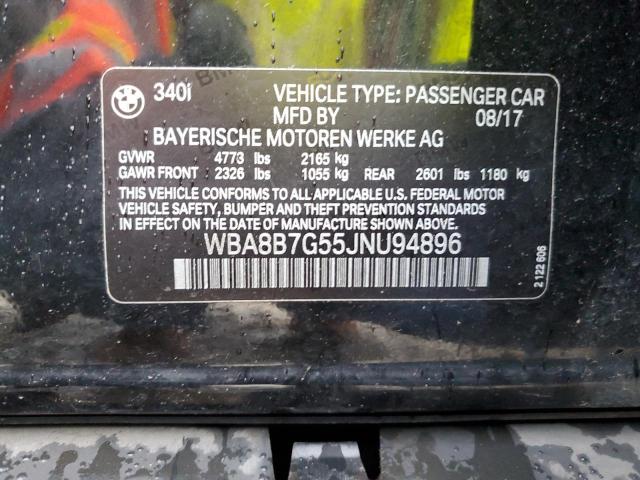 BMW
340i VEHICLE TYPE: PASSENGER CAR
MFD BY 08/17
BAYERISCHE MOTOREN WERKE AG
GVWR 4773 lbs 2165 kg
GAWR FRONT 2326 lbs 1055 kg REAR 2601 lbs 1180 kg
THIS VEHICLE CONFORMS TO ALL APPLICABLE U.S. FEDERAL MOTOR
VEHICLE SAFETY, BUMPER AND THEFT PREVENTION STANDARDS
IN EFFECT ON THE DATE OF MANUFACTURE SHOWN ABOVE.
WBA8B7G55JNU94896
2 122 606